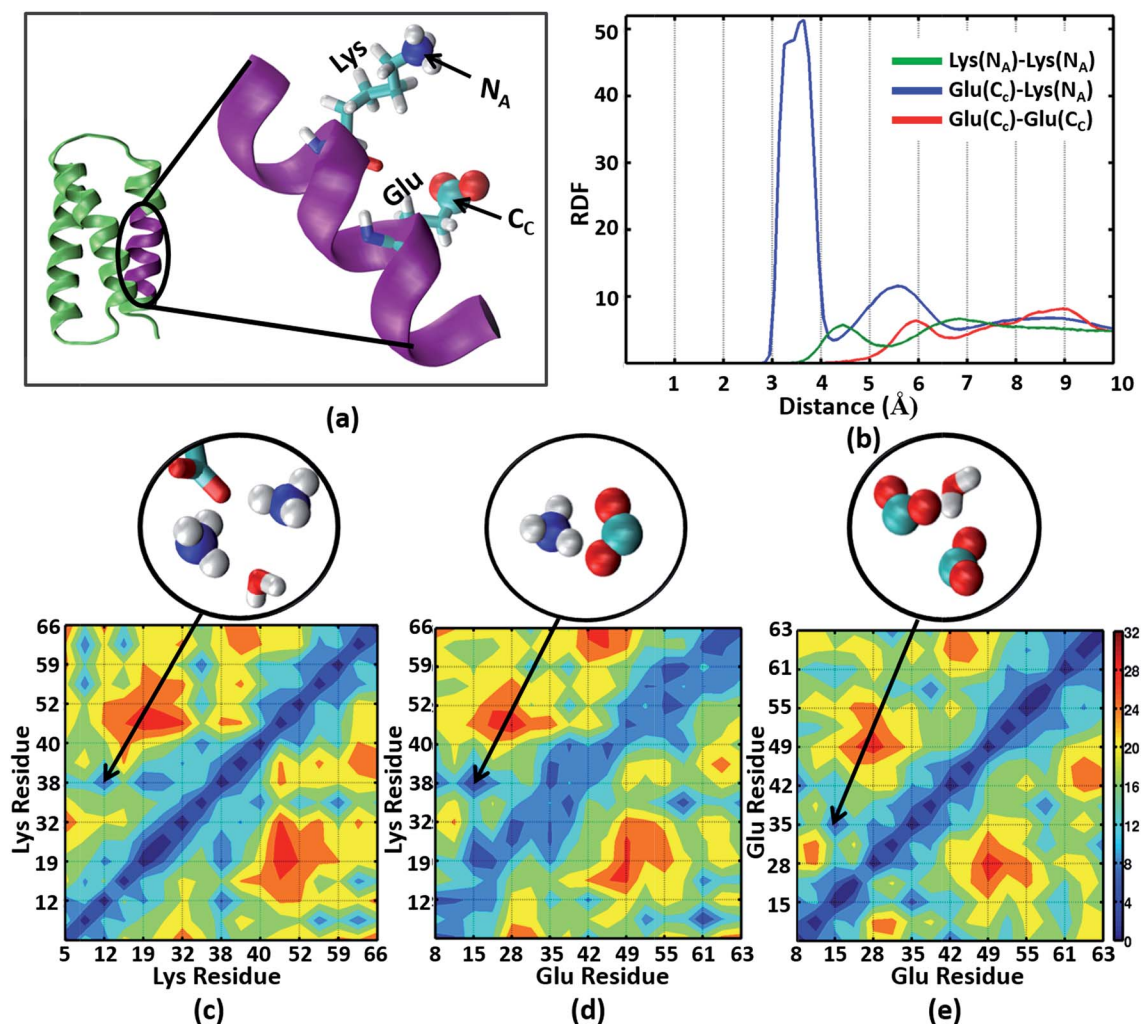 Lys
N_A
Glu
C_C
(a)
50
40
30
20
10
RDF
Lys(N_A)-Lys(N_A)
Glu(C_c)-Lys(N_A)
Glu(C_c)-Glu(C_C)
1 2 3 4 5 6 7 8 9 10
Distance (Å)
(b)
66
59
52
40
38
32
19
12
Lys Residue
5 12 19 32 38 40 52 59 66
Lys Residue
(c)
66
59
52
40
38
32
19
12
Lys Residue
8 15 28 35 42 49 55 61 63
Glu Residue
(d)
63
61
55
49
42
35
28
15
Glu Residue
8 15 28 35 42 49 55 61 63
Glu Residue
(e)
32
28
24
20
16
12
8
4
0